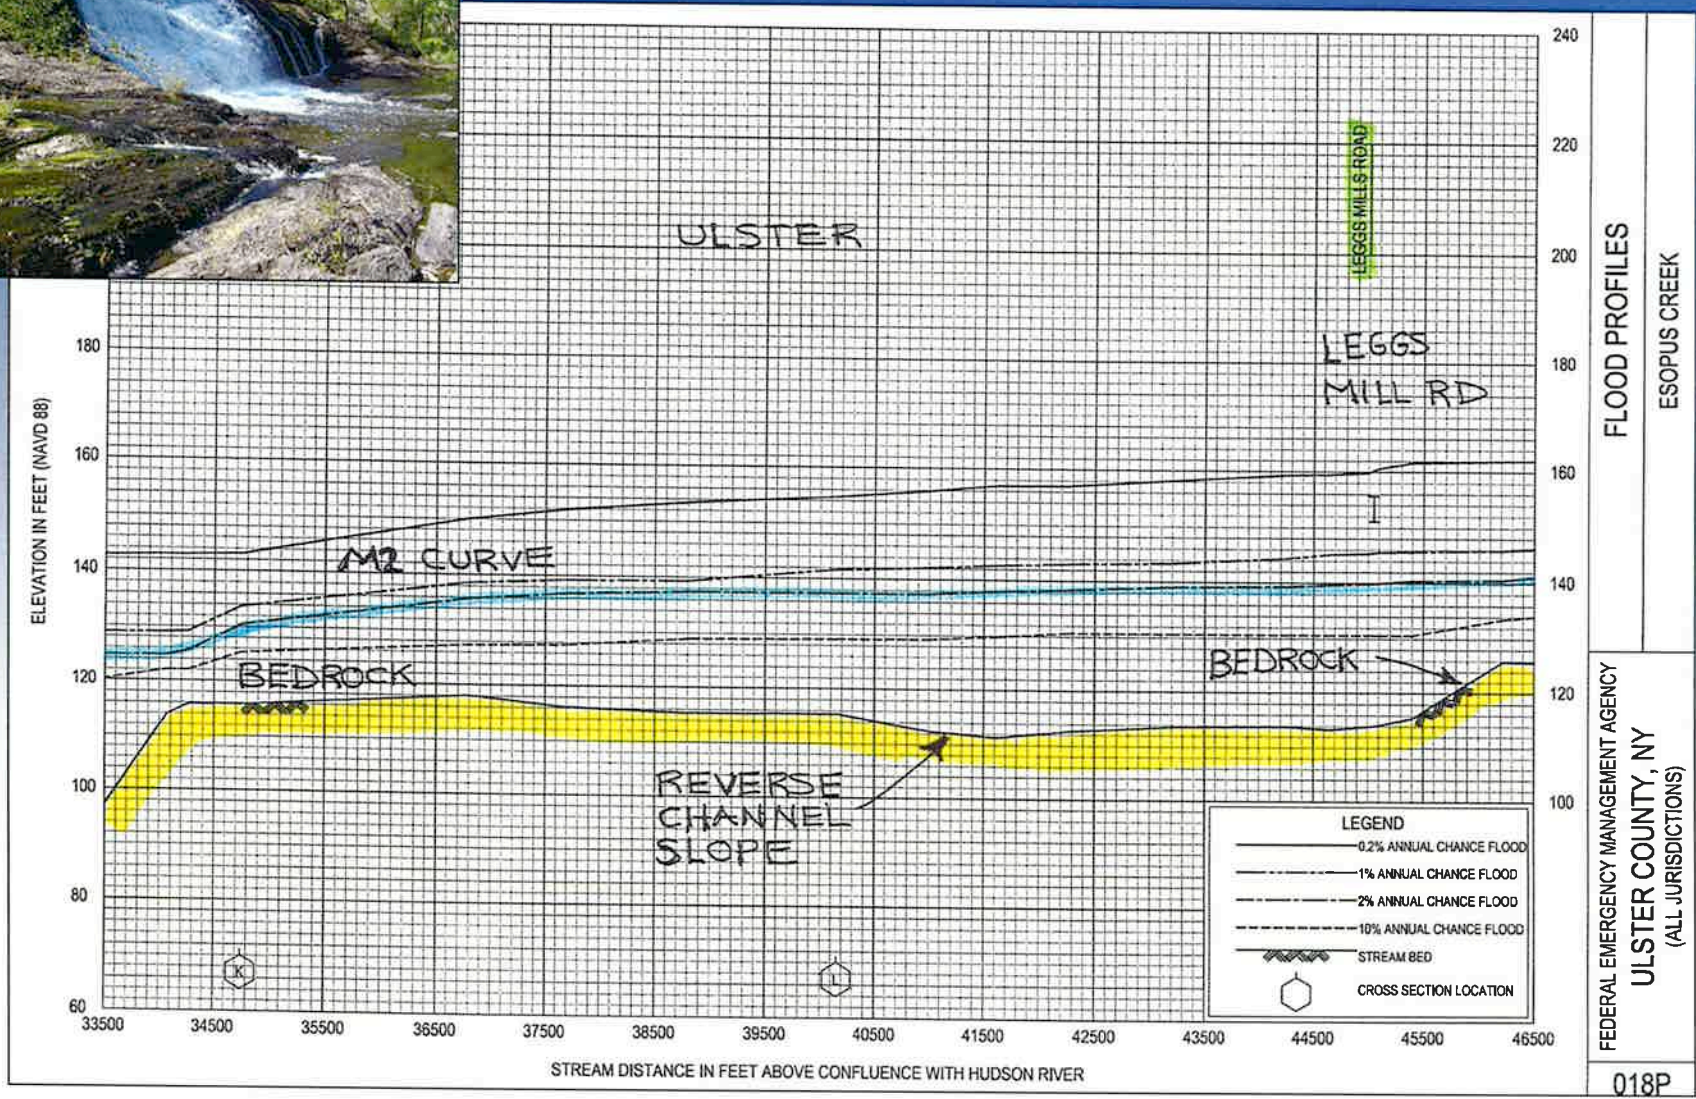 240
220
200
180
160
140
120
100
180
160
140
120
100
80
60
ELEVATION IN FEET (NAVD 88)
ULSTER
LEGGS MILLS ROAD
LEGGS
MILL RD
M2 CURVE
BEDROCK
BEDROCK
REVERSE
CHANNEL
SLOPE
K
L
LEGEND
0.2% ANNUAL CHANCE FLOOD
1% ANNUAL CHANCE FLOOD
2% ANNUAL CHANCE FLOOD
10% ANNUAL CHANCE FLOOD
STREAM BED
CROSS SECTION LOCATION
33500 34500 35500 36500 37500 38500 39500 40500 41500 42500 43500 44500 45500 46500
STREAM DISTANCE IN FEET ABOVE CONFLUENCE WITH HUDSON RIVER
FLOOD PROFILES
ESOPUS CREEK
FEDERAL EMERGENCY MANAGEMENT AGENCY
ULSTER COUNTY, NY
(ALL JURISDICTIONS)
018P